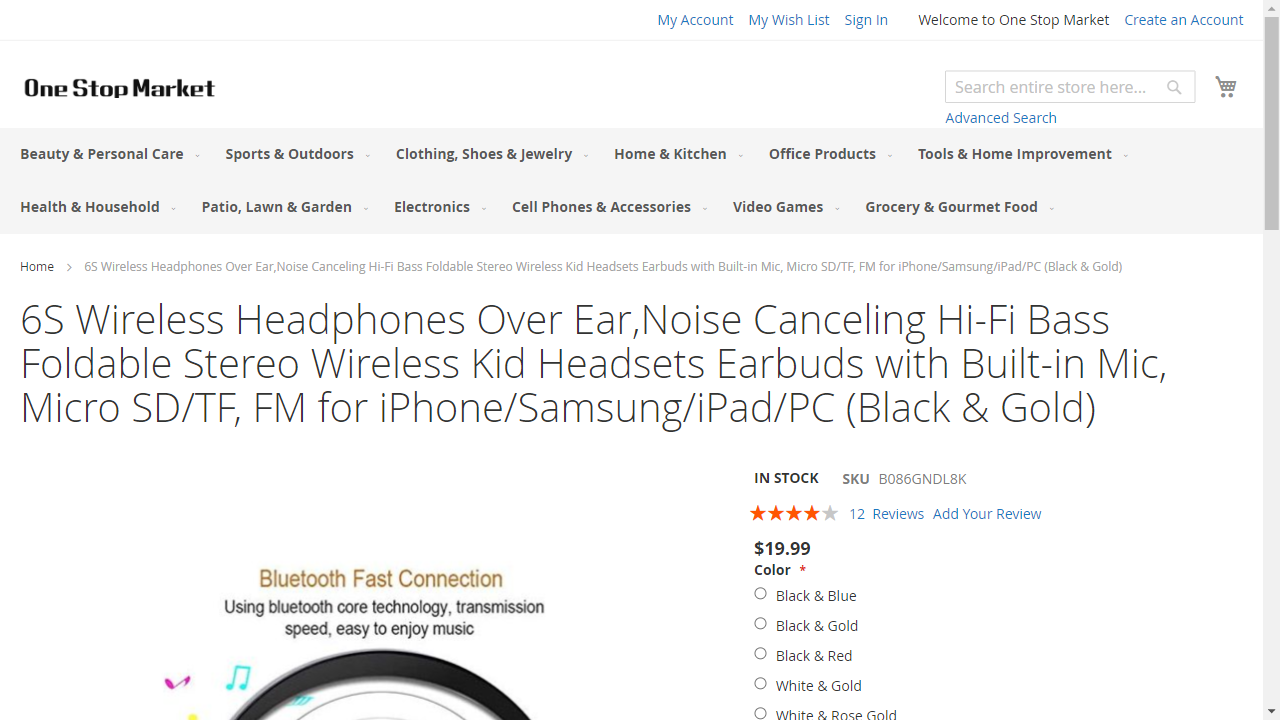 My Account My Wish List Sign In Welcome to One Stop Market Create an Account
One Stop Market
Search entire store here...
Advanced Search
Beauty & Personal Care Sports & Outdoors Clothing, Shoes & Jewelry Home & Kitchen Office Products Tools & Home Improvement
Health & Household Patio, Lawn & Garden Electronics Cell Phones & Accessories Video Games Grocery & Gourmet Food
Home 6S Wireless Headphones Over Ear,Noise Canceling Hi-Fi Bass Foldable Stereo Wireless Kid Headsets Earbuds with Built-in Mic, Micro SD/TF, FM for iPhone/Samsung/iPad/PC (Black & Gold)
6S Wireless Headphones Over Ear,Noise Canceling Hi-Fi Bass
Foldable Stereo Wireless Kid Headsets Earbuds with Built-in Mic,
Micro SD/TF, FM for iPhone/Samsung/iPad/PC (Black & Gold)
IN STOCK SKU B086GNDL8K
12 Reviews Add Your Review
$19.99
Color *
Black & Blue
Black & Gold
Black & Red
White & Gold
White & Rose Gold
Bluetooth Fast Connection
Using bluetooth core technology, transmission
speed, easy to enjoy music